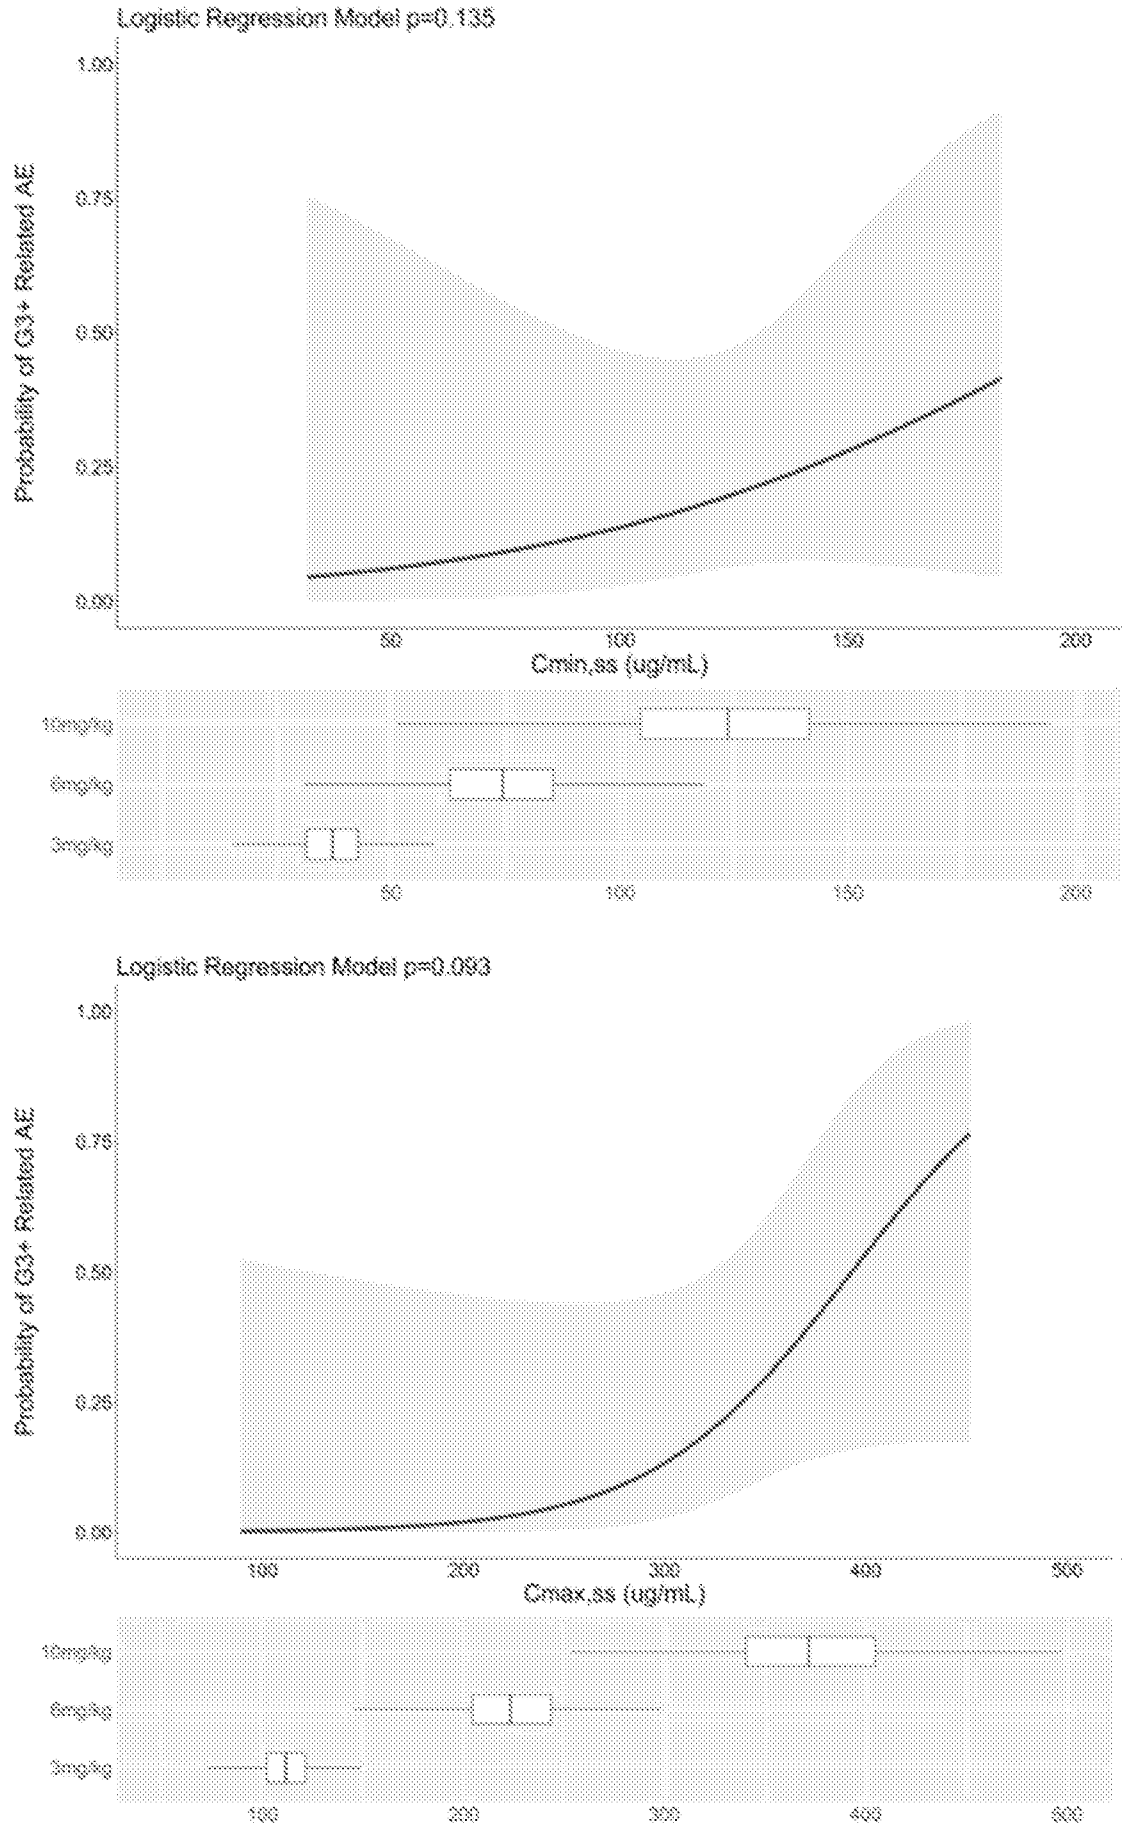 Logistic Regression Model p=0.135
Probability of G3+ Related AE
1.00
0.75
0.50
0.25
0.00
50 100 150 200
Cmin,ss (ug/mL)
10mg/kg
6mg/kg
3mg/kg
50 100 150 200
Logistic Regression Model p=0.093
Probability of G3+ Related AE
1.00
0.75
0.50
0.25
0.00
100 200 300 400 500
Cmax,ss (ug/mL)
10mg/kg
6mg/kg
3mg/kg
100 200 300 400 500